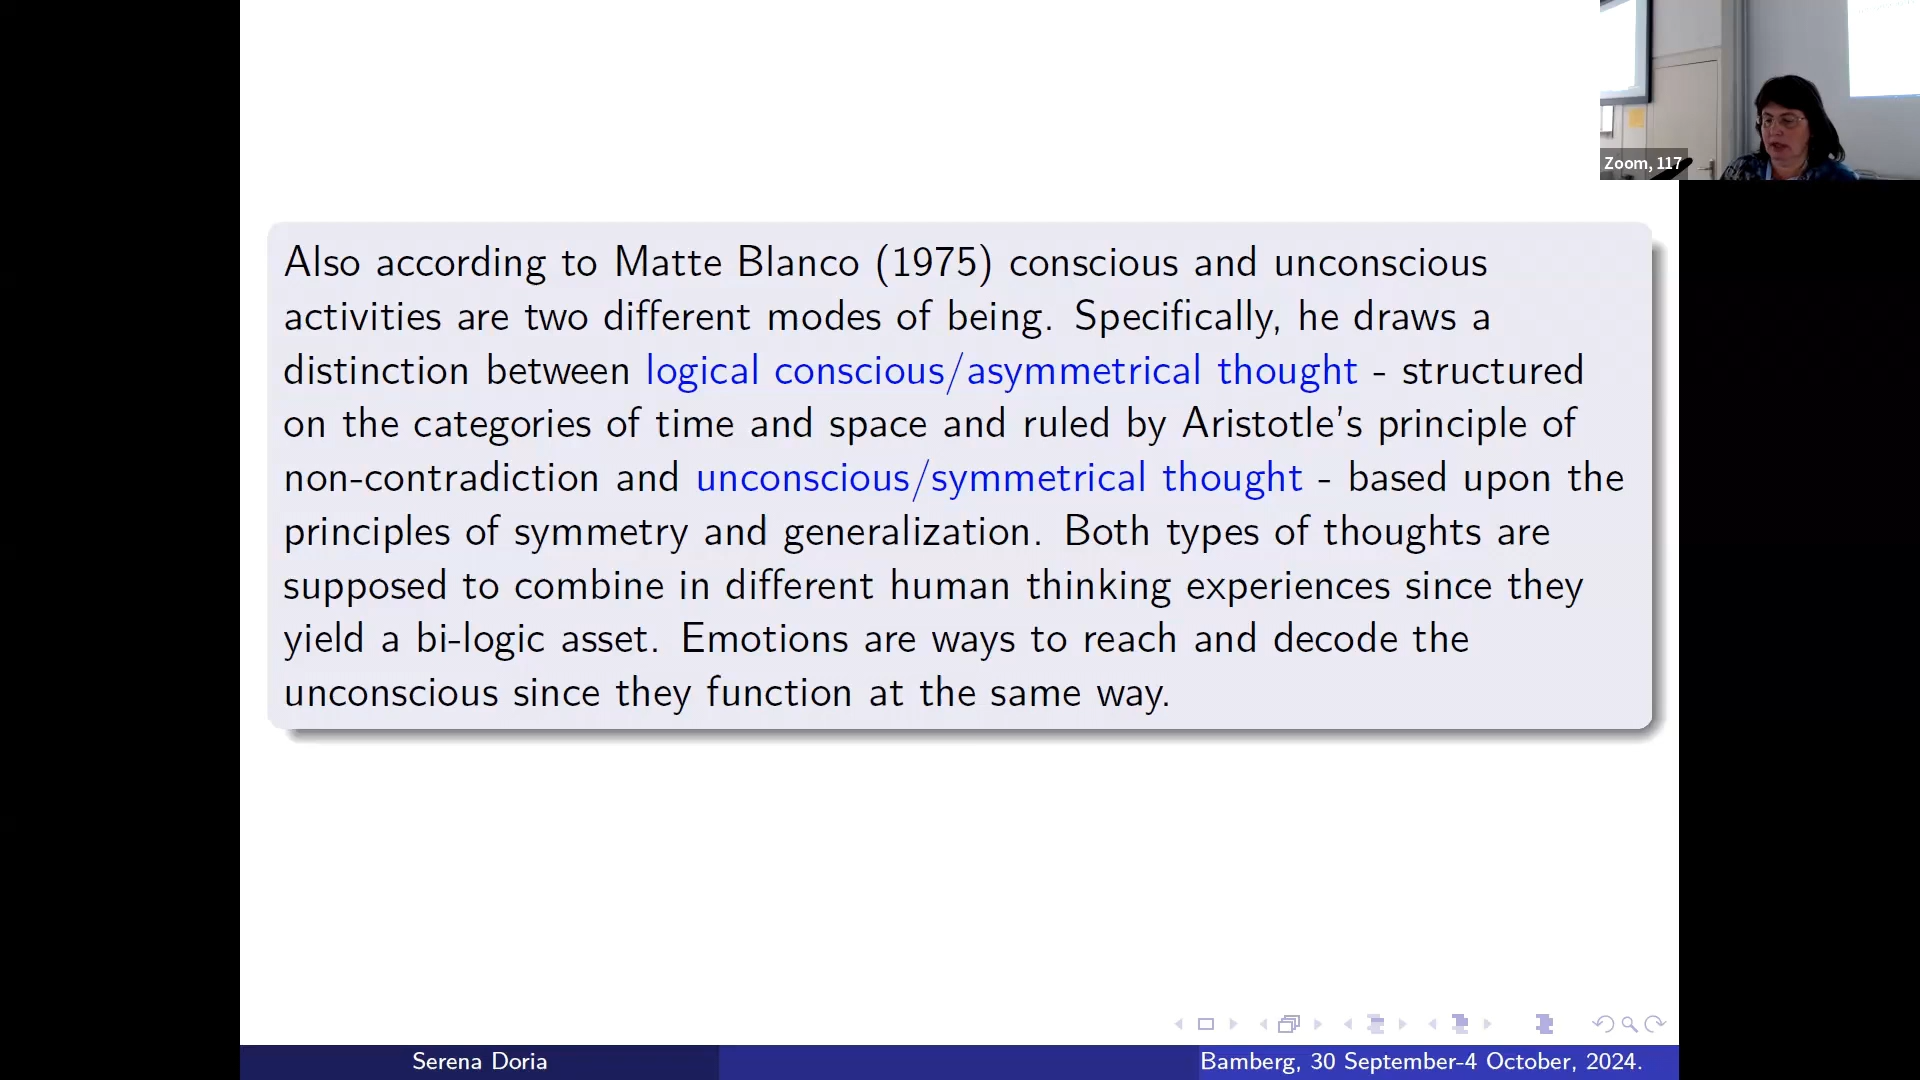 Zoom, 117
Also according to Matte Blanco (1975) conscious and unconscious
activities are two different modes of being. Specifically, he draws a
distinction between logical conscious/asymmetrical thought - structured
on the categories of time and space and ruled by Aristotle's principle of
non-contradiction and unconscious/symmetrical thought - based upon the
principles of symmetry and generalization. Both types of thoughts are
supposed to combine in different human thinking experiences since they
yield a bi-logic asset. Emotions are ways to reach and decode the
unconscious since they function at the same way.
Serena Doria
Bamberg, 30 September-4 October, 2024.